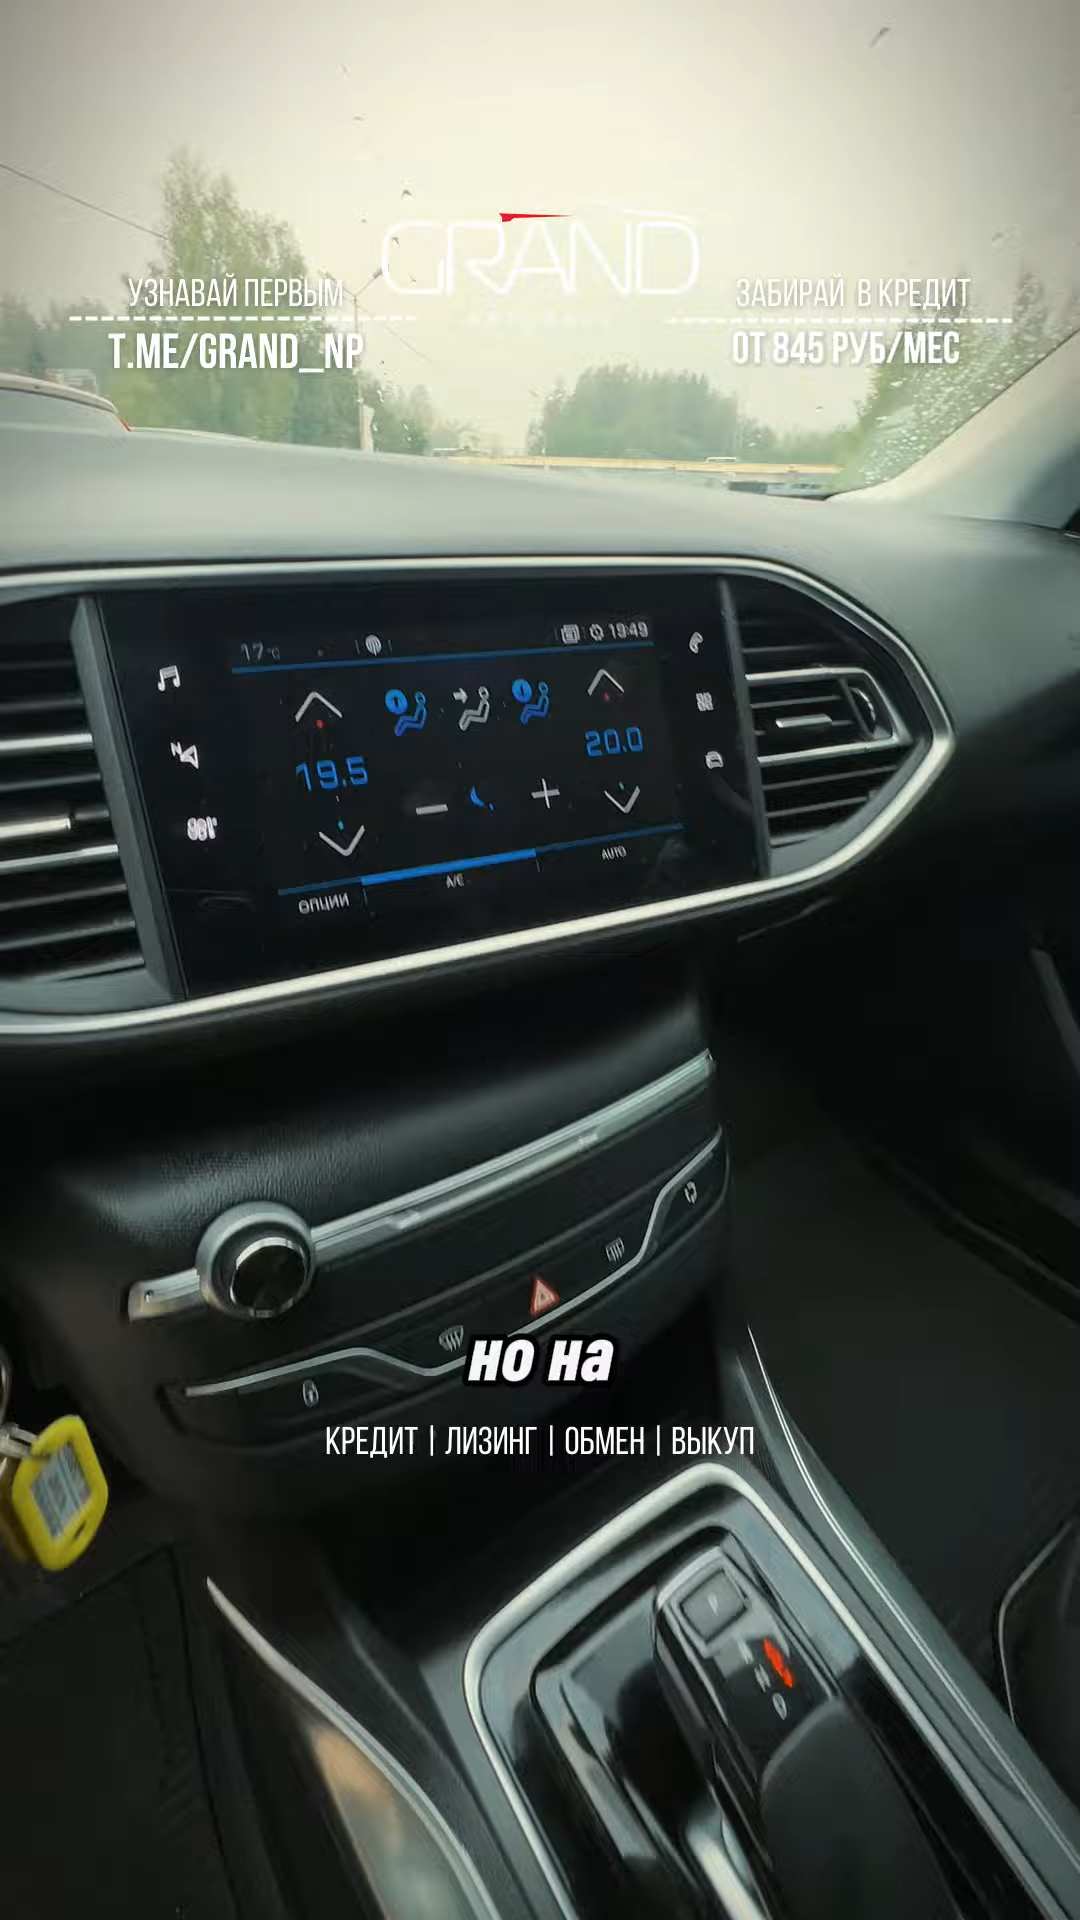 GRAND
УЗНАВАЙ ПЕРВЫМ
T.ME/GRAND_NP
ЗАБИРАЙ В КРЕДИТ
ОТ 845 РУБ/МЕС
17°C
19:49
19.5
20.0
ОПЦИИ
A/C
AUTO
но на
КРЕДИТ | ЛИЗИНГ | ОБМЕН | ВЫКУП